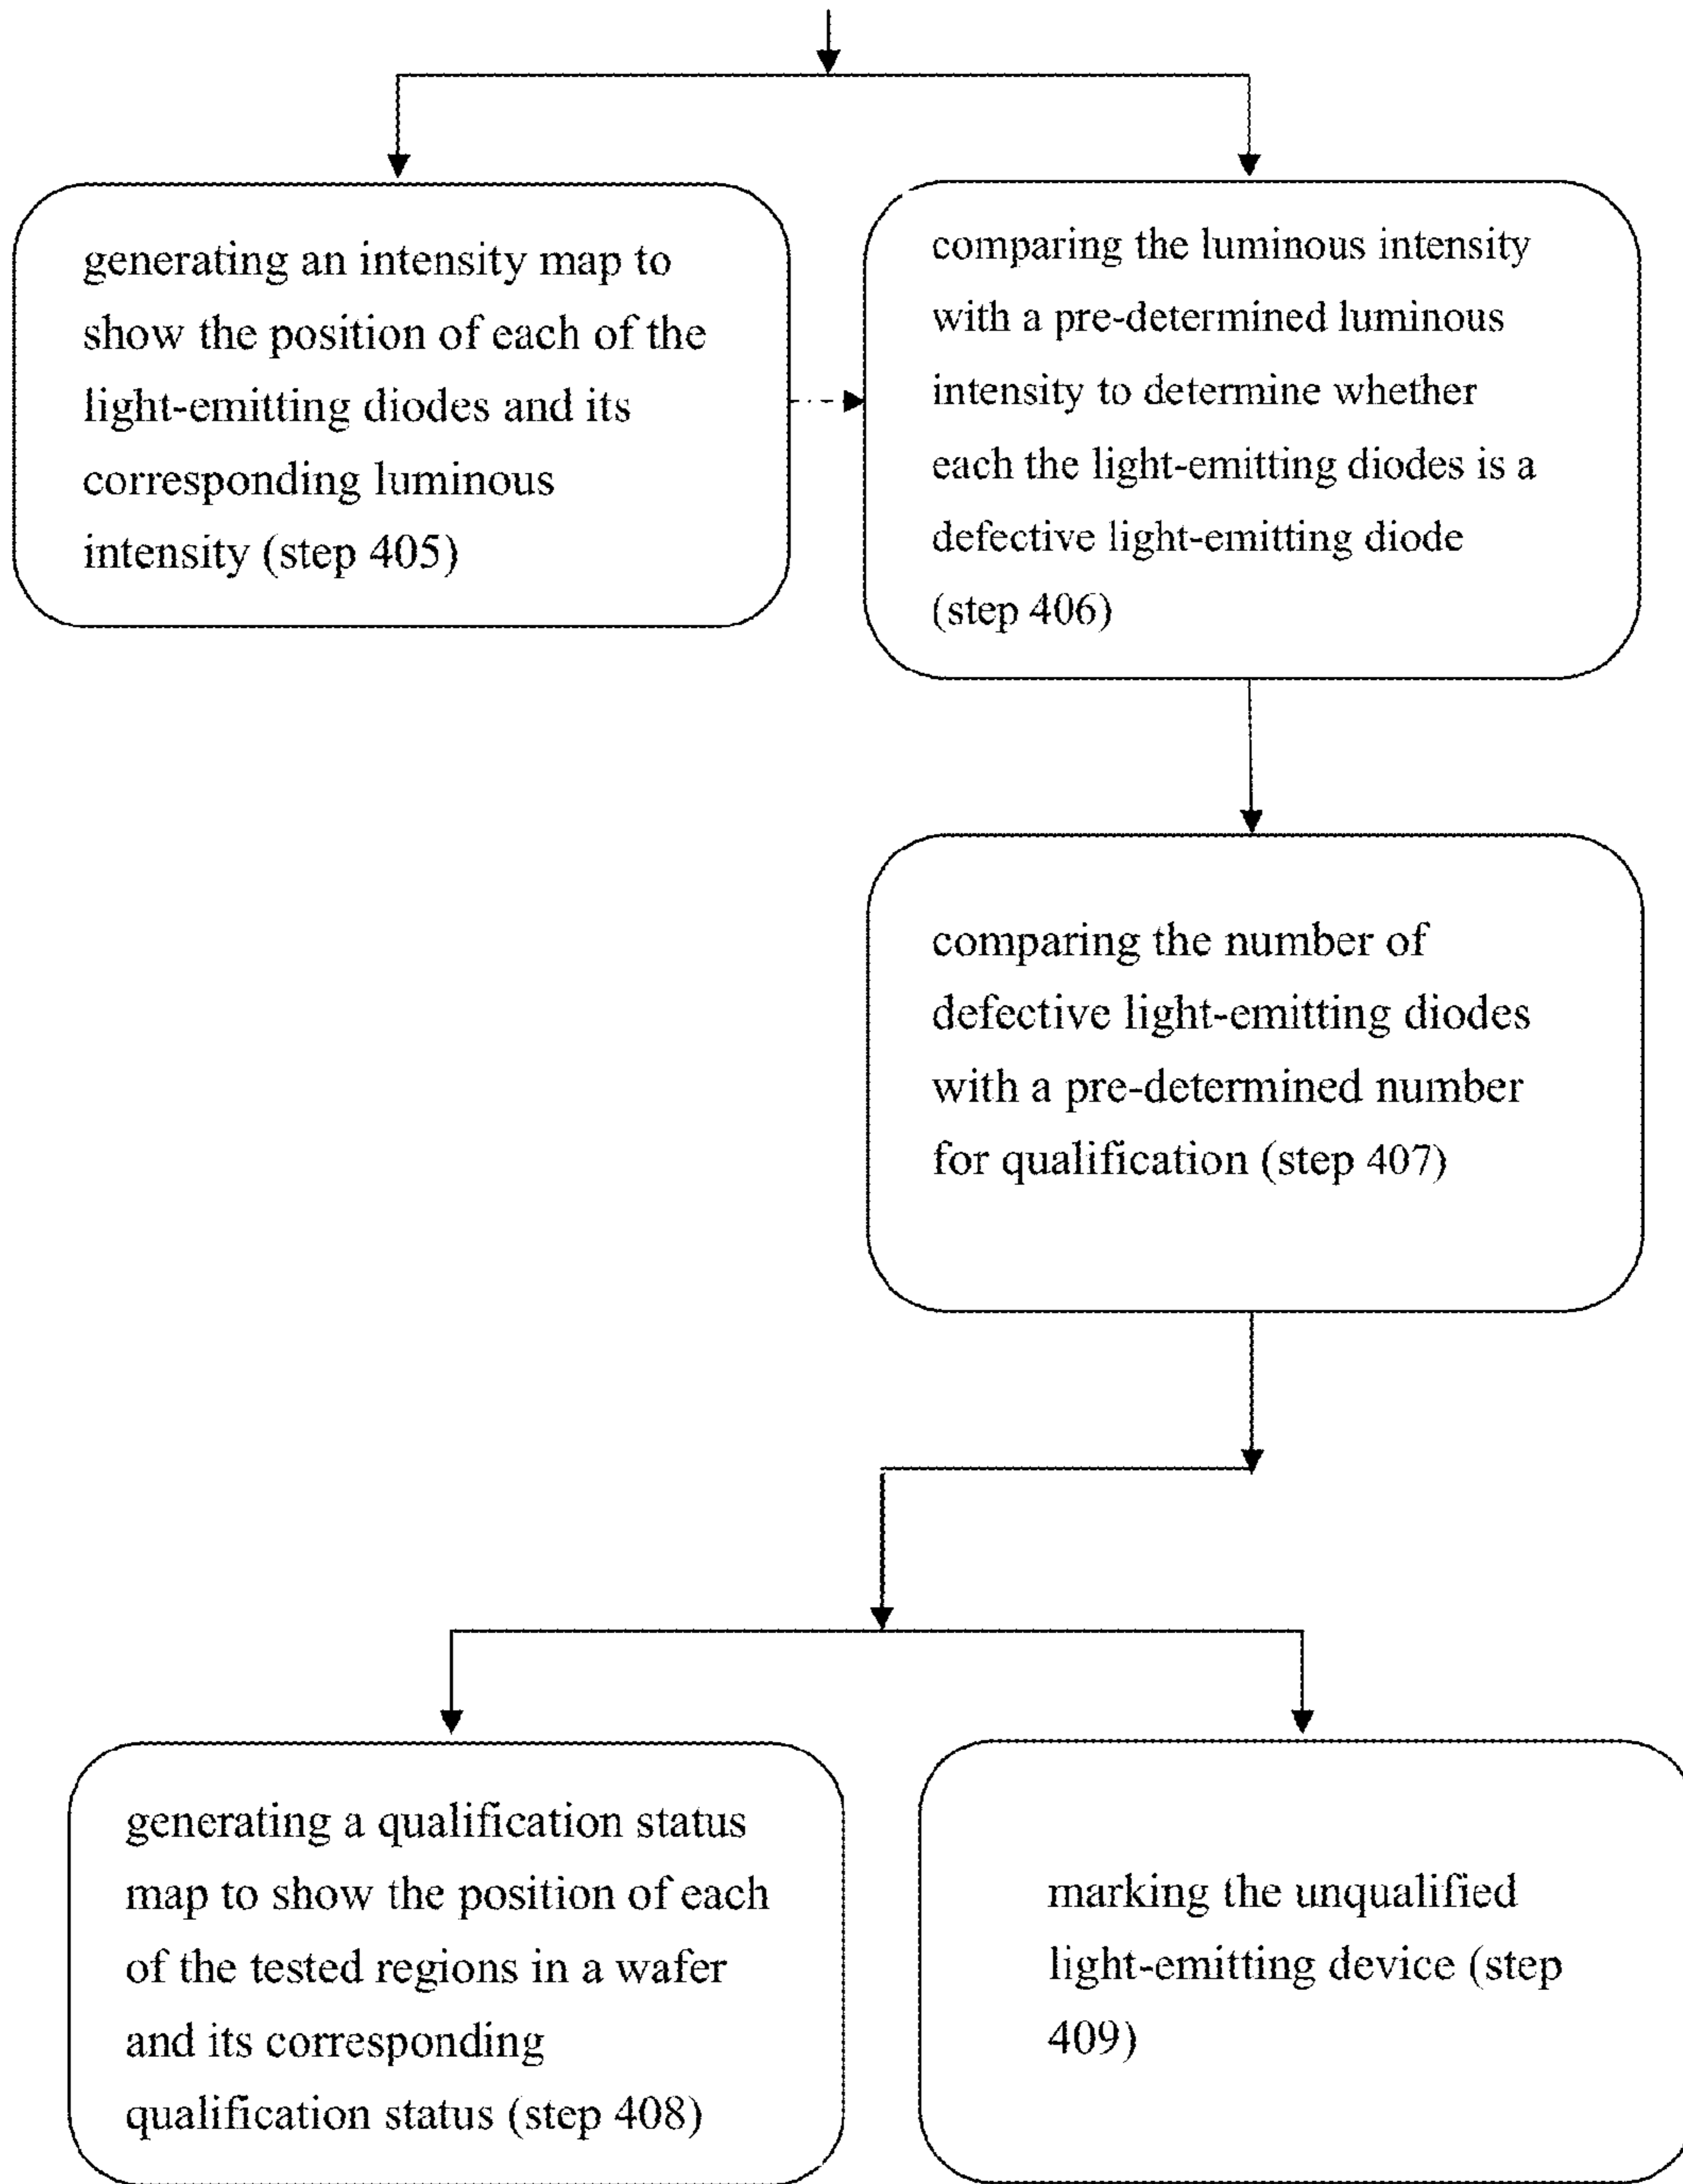 generating an intensity map to
show the position of each of the
light-emitting diodes and its
corresponding luminous
intensity (step 405)
comparing the luminous intensity
with a pre-determined luminous
intensity to determine whether
each the light-emitting diodes is a
defective light-emitting diode
(step 406)
comparing the number of
defective light-emitting diodes
with a pre-determined number
for qualification (step 407)
generating a qualification status
map to show the position of each
of the tested regions in a wafer
and its corresponding
qualification status (step 408)
marking the unqualified
light-emitting device (step
409)